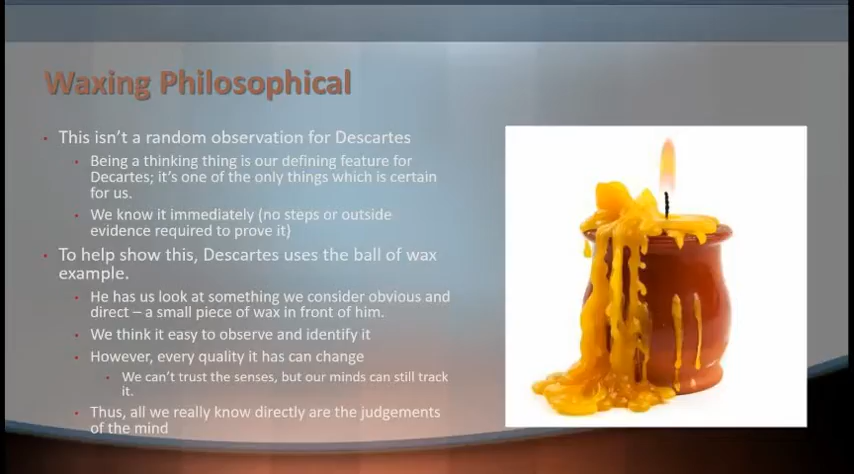 Waxing Philosophical
This isn't a random observation for Descartes
Being a thinking thing is our defining feature for
Decartes; it's one of the only things which is certain
for us.
We know it immediately (no steps or outside
evidence required to prove it)
To help show this, Descartes uses the ball of wax
example.
He has us look at something we consider obvious and
direct – a small piece of wax in front of him.
We think it easy to observe and identify it
However, every quality it has can change
We can't trust the senses, but our minds can still track
it.
Thus, all we really know directly are the judgements
of the mind